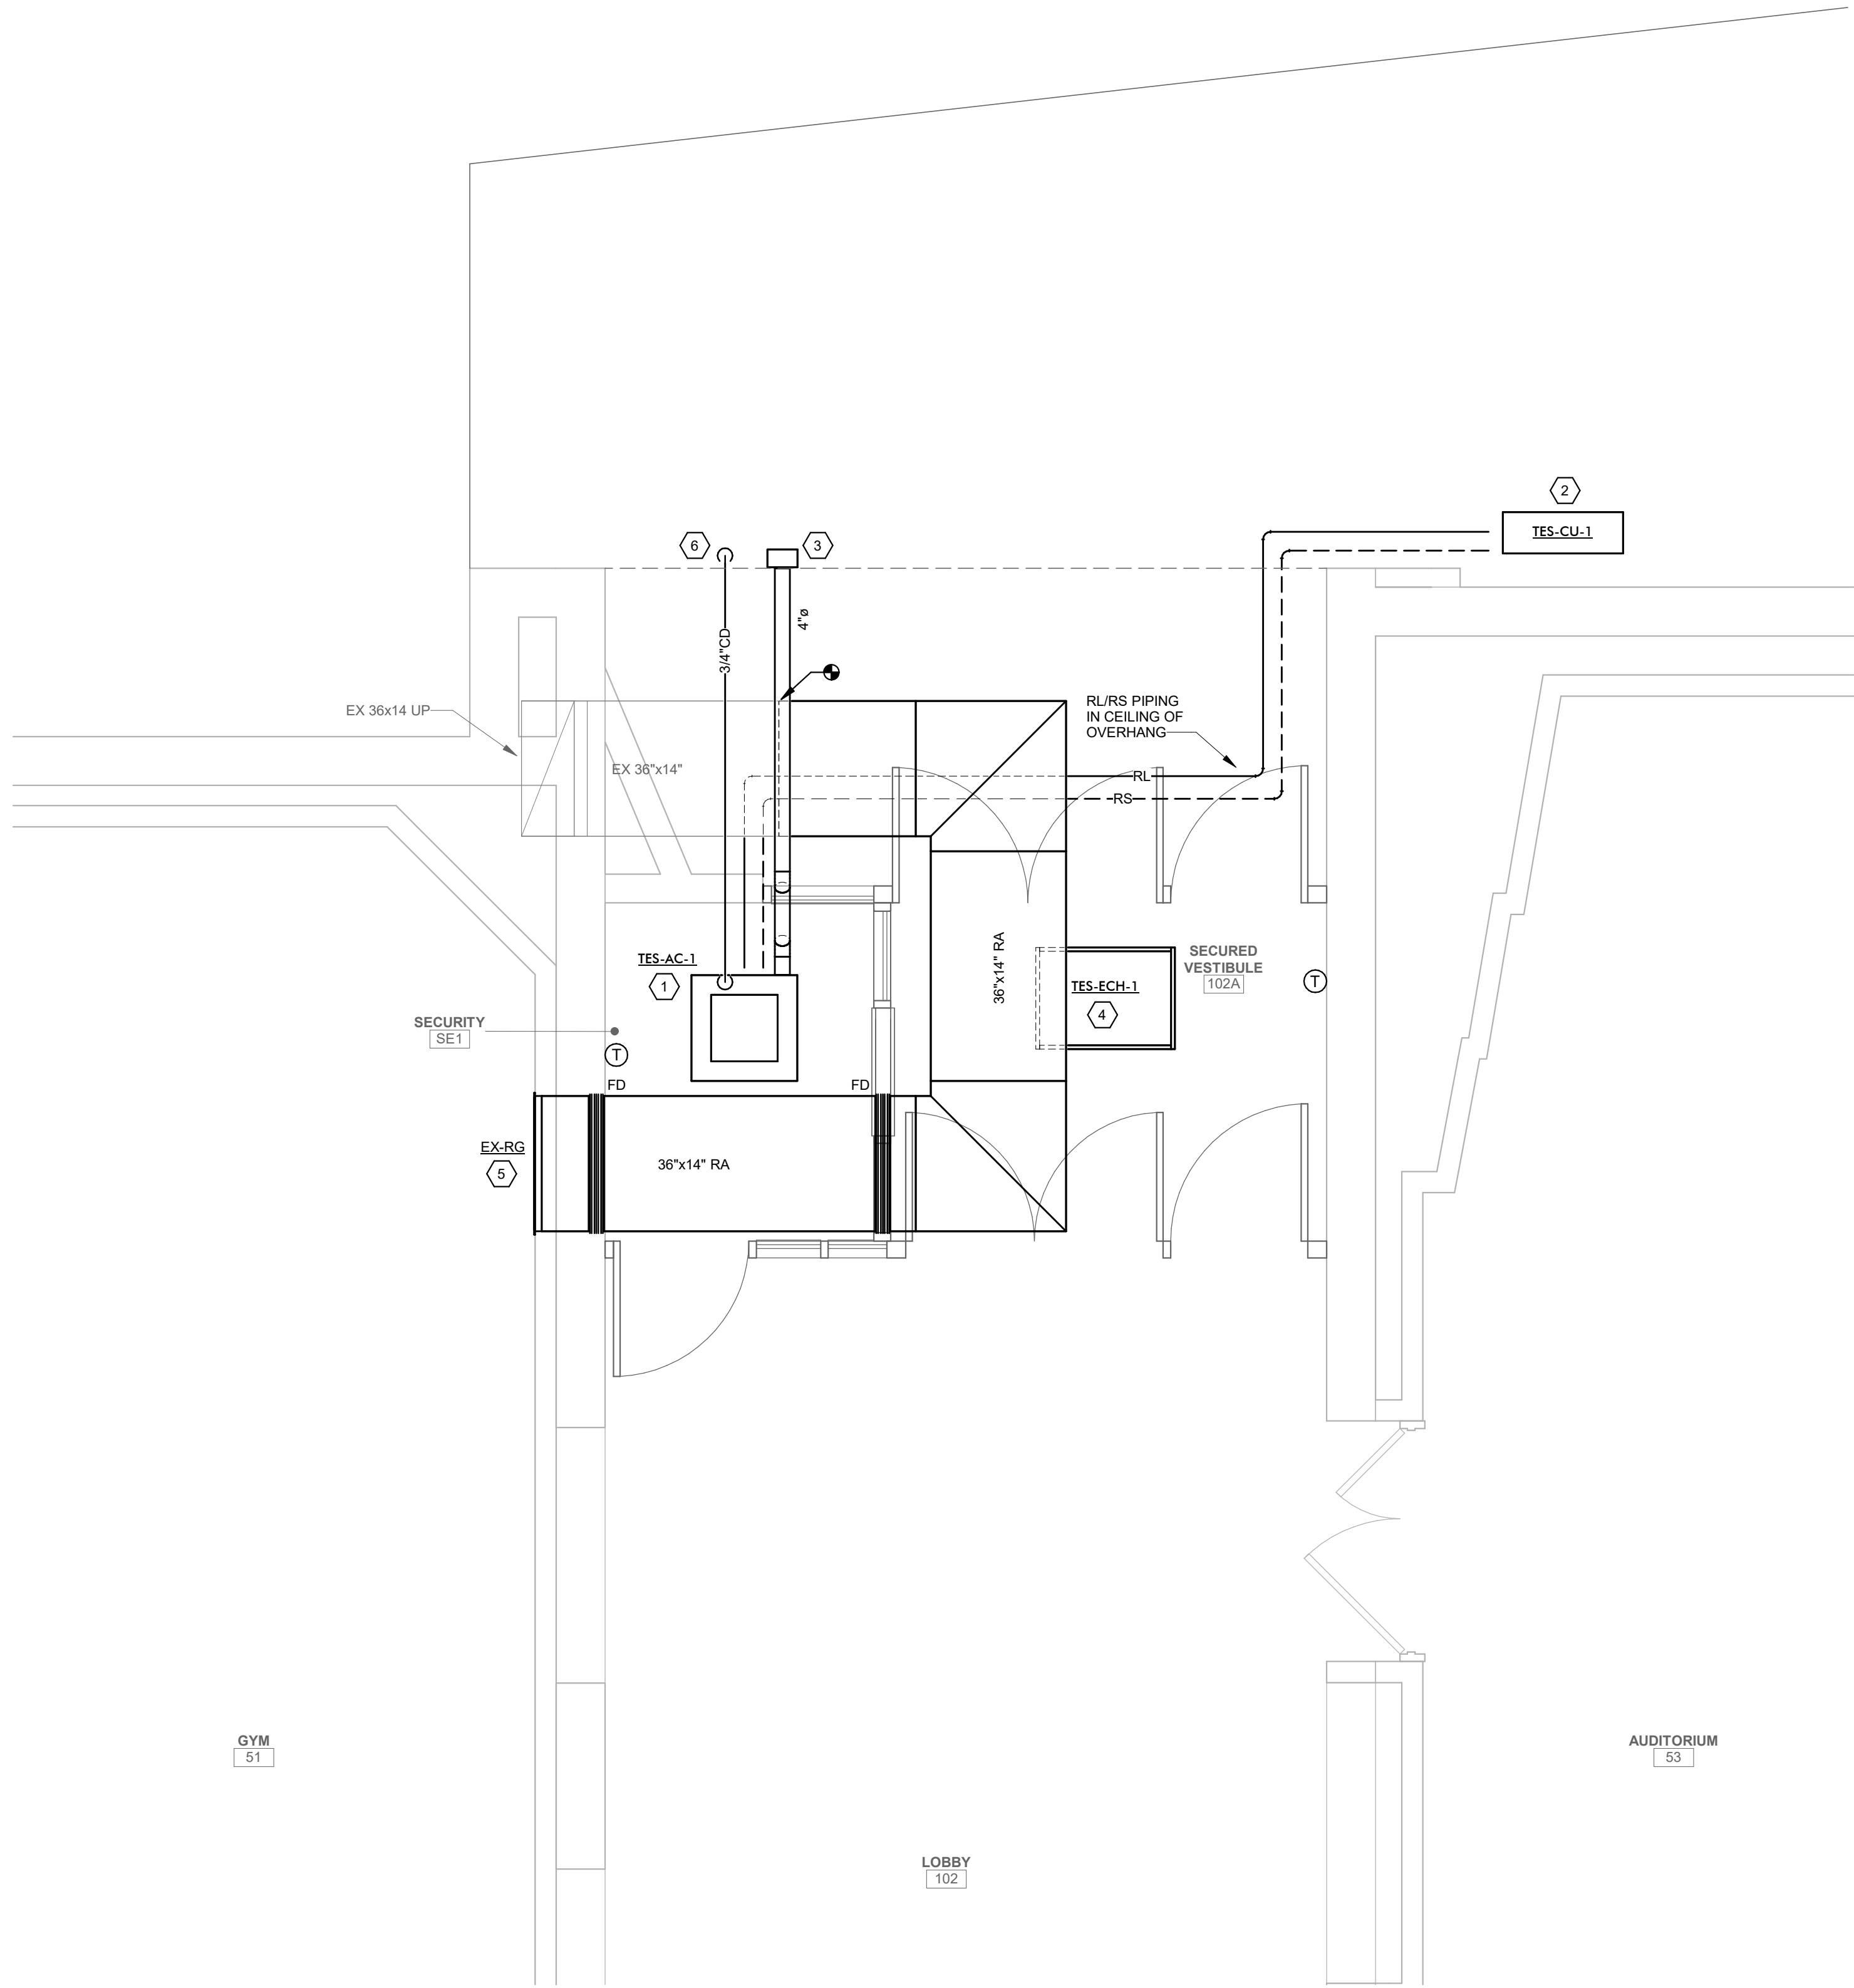 2
TES-CU-1
6
3
4"ø
3/4"CD
EX 36x14 UP
RL/RS PIPING
IN CEILING OF
OVERHANG
EX 36"x14"
RL
RS
TES-AC-1
1
36"x14" RA
SECURED
VESTIBULE
102A
T
TES-ECH-1
4
SECURITY
SE1
T
FD
FD
EX-RG
5
36"x14" RA
GYM
51
AUDITORIUM
53
LOBBY
102